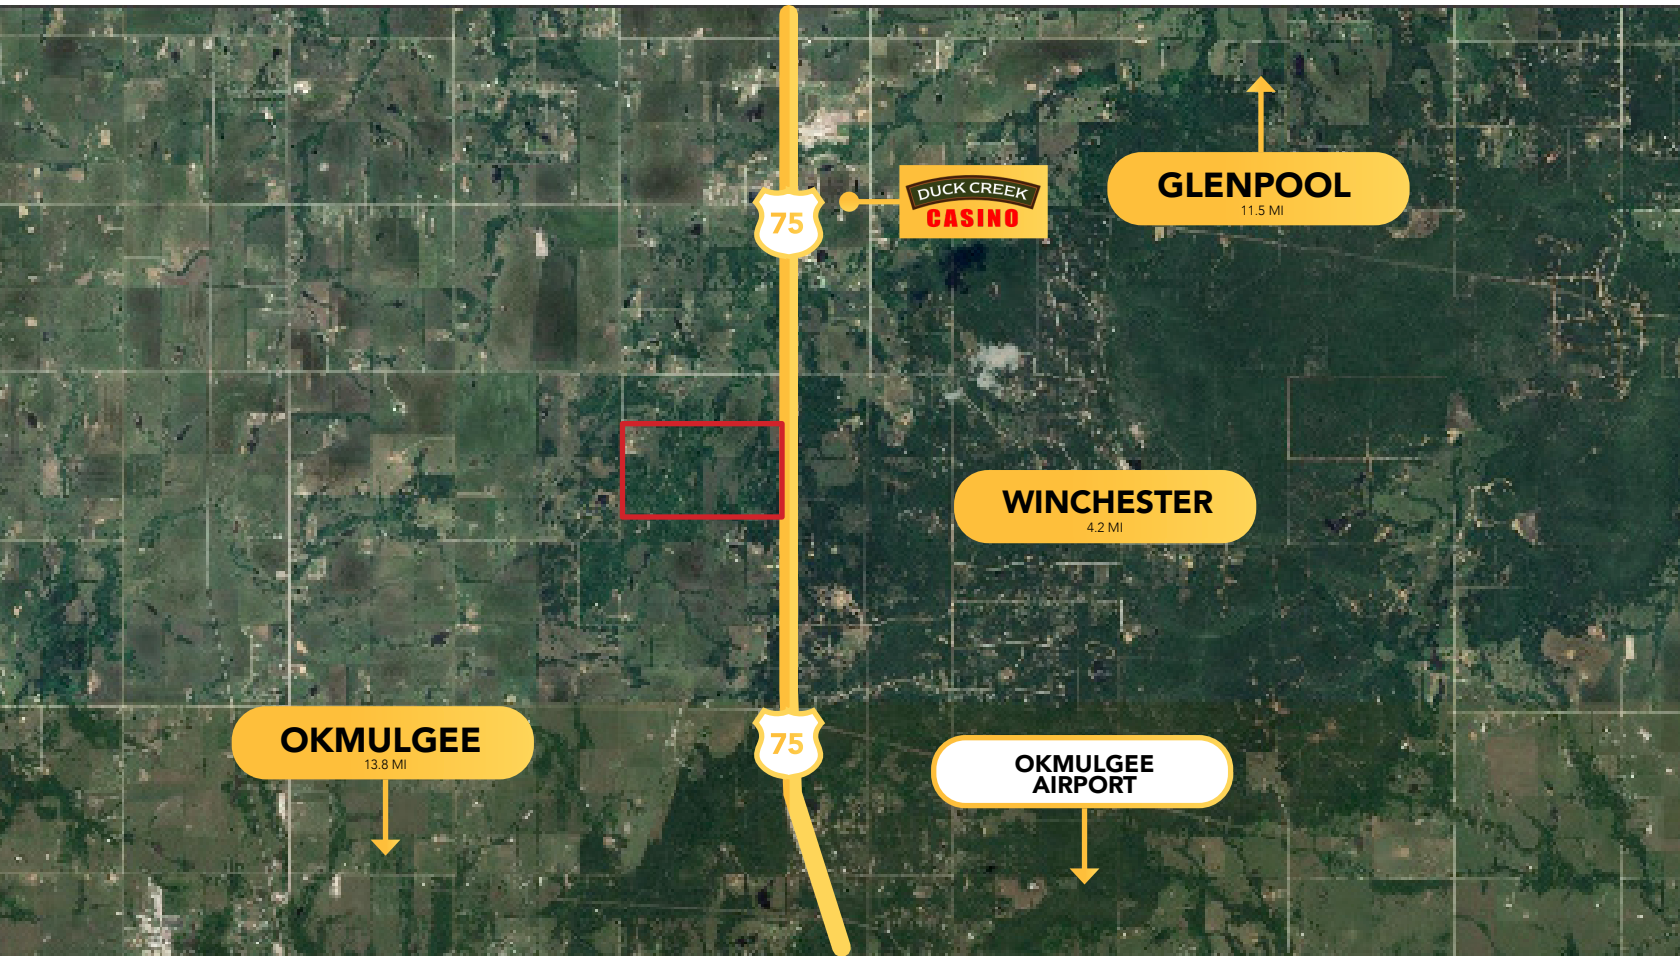 75
DUCK CREEK
CASINO
GLENPOOL
11.5 MI
WINCHESTER
4.2 MI
OKMULGEE
13.8 MI
75
OKMULGEE
AIRPORT